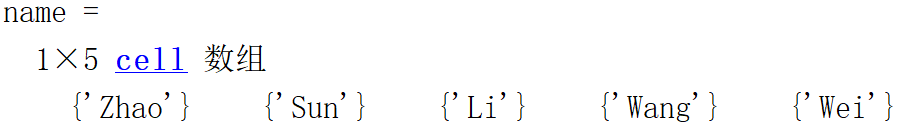 name =
1×5 cell 数组
{'Zhao'} {'Sun'} {'Li'} {'Wang'} {'Wei'}